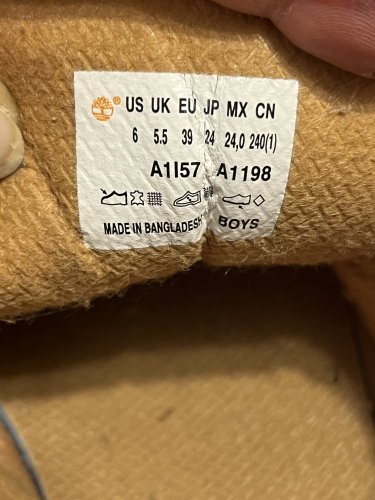 US UK EU JP MX CN
6 5.5 39 24 24,0 240(1)
A1I57 A1198
MADE IN BANGLADESH BOYS